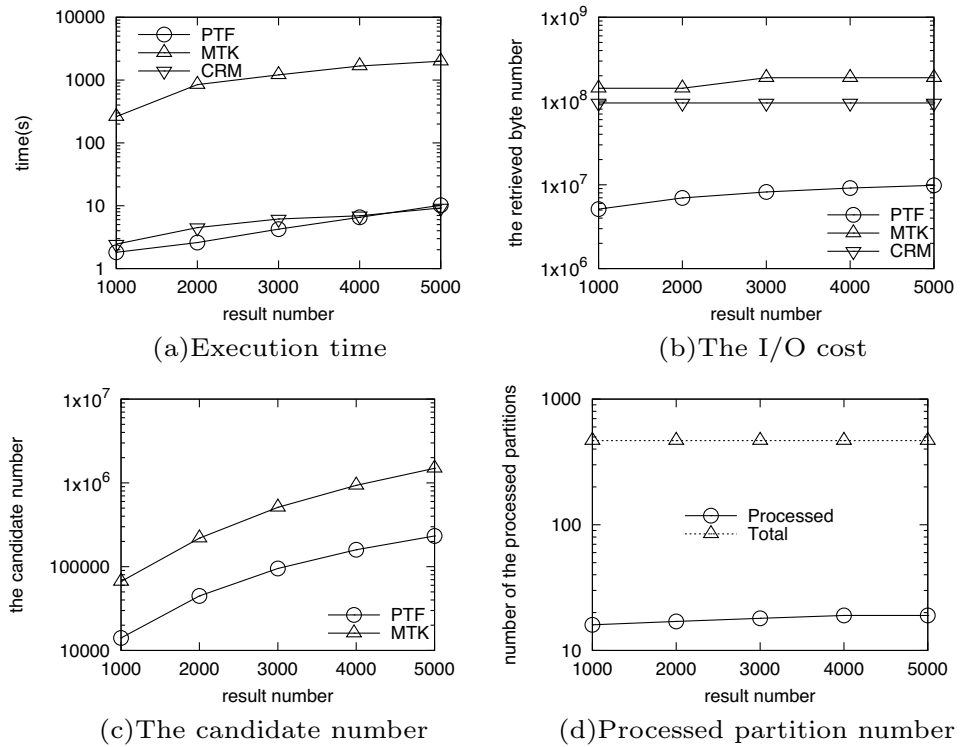 10000
1000
100
10
1
time(s)
PTF
MTK
CRM
1000 2000 3000 4000 5000
result number
(a)Execution time
1x10^9
1x10^8
1x10^7
1x10^6
the retrieved byte number
PTF
MTK
CRM
1000 2000 3000 4000 5000
result number
(b)The I/O cost
1x10^7
1x10^6
100000
10000
the candidate number
PTF
MTK
1000 2000 3000 4000 5000
result number
(c)The candidate number
1000
100
10
number of the processed partitions
Processed
Total
1000 2000 3000 4000 5000
result number
(d)Processed partition number